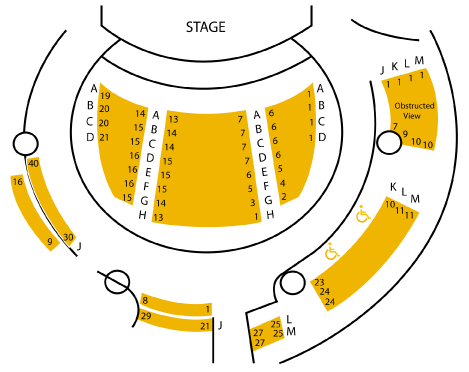 STAGE
A 19
B 20
C 20
D 21
14 A 13
15 B 14
15 C 14
15 D 15
16 E 15
16 F 16
15 G 15
H 13
7 A 6
7 B 6
7 C 6
7 D 6
6 E 5
5 F 4
3 G 2
1 H
1 A
1 B
1 C
1 D
J K L M
1 1 1 1
Obstructed
View
7 9 10 10
K L M
10 11 11
23
24
24
40
16
30 J
9
8 1
29 21 J
25 L
27 25 M
27